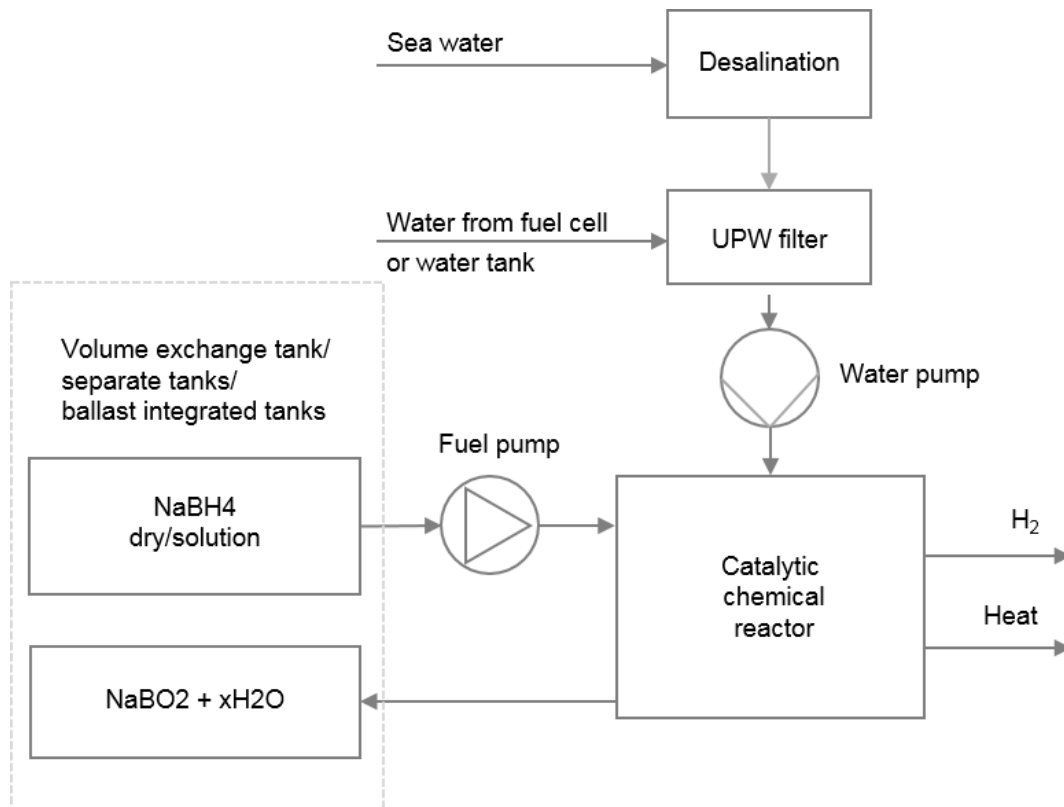 Sea water
Desalination
Water from fuel cell
or water tank
UPW filter
Volume exchange tank/
separate tanks/
ballast integrated tanks
Water pump
Fuel pump
NaBH4
dry/solution
Catalytic
chemical
reactor
H₂
Heat
NaBO2 + xH2O